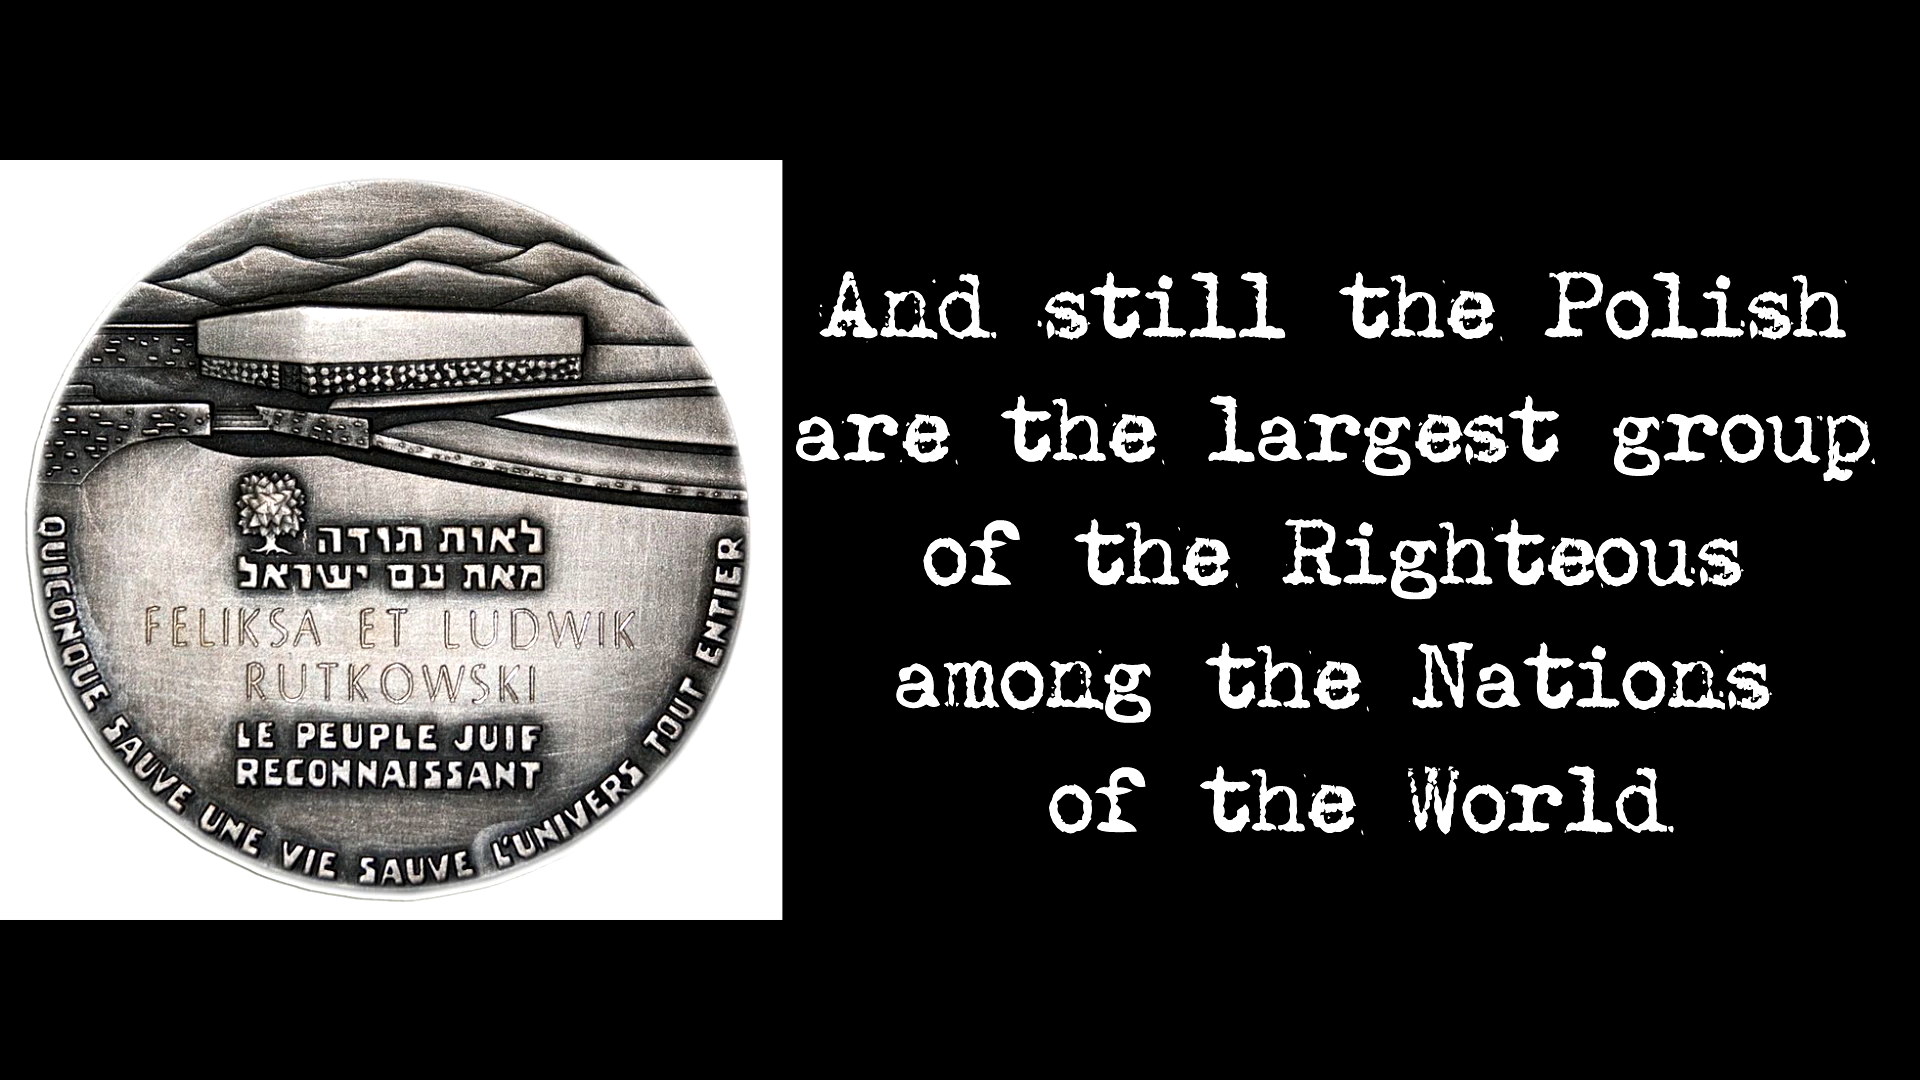 לאות תודה
מאת עם ישראל
FELIKSA ET LUDWIK
RUTKOWSKI
LE PEUPLE JUIF
RECONNAISSANT
QUICONQUE SAUVE UNE VIE SAUVE L'UNIVERS TOUT ENTIER
And still the Polish
are the largest group
of the Righteous
among the Nations
of the World